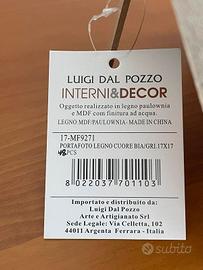 LUIGI DAL POZZO
INTERNI&DECOR
Oggetto realizzato in legno paulownia
e MDF con finitura ad acqua.
LEGNO MDF/PAULOWNIA- MADE IN CHINA
17-MF9271
PORTAFOTO LEGNO CUORE BIA/GRI.17X17
48 PCS
8 022037 701103
Importato e distribuito da:
Luigi Dal Pozzo
Arte e Artigianato Srl
Sede Legale: Via Celletta, 102
44011 Argenta Ferrara - Italia
subito